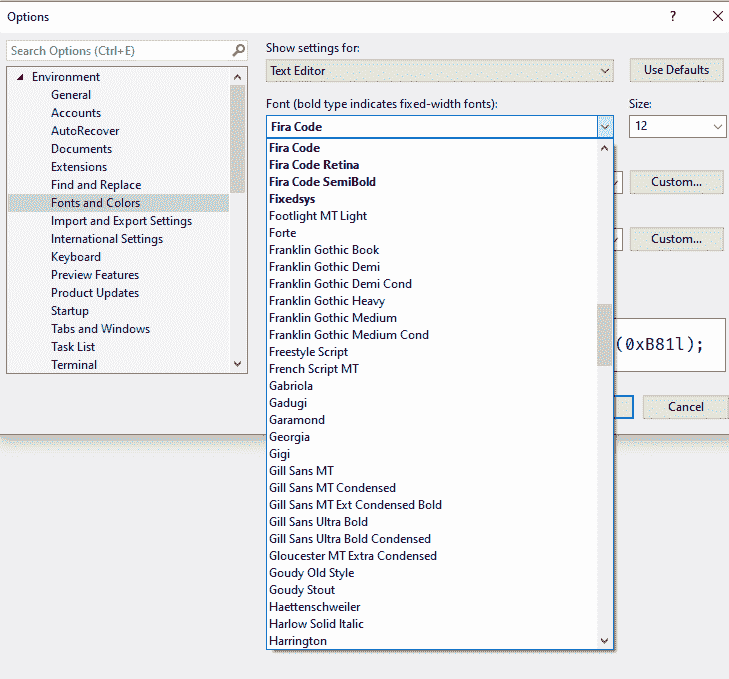 Options
?
Search Options (Ctrl+E)
Environment
General
Accounts
AutoRecover
Documents
Extensions
Find and Replace
Fonts and Colors
Import and Export Settings
International Settings
Keyboard
Preview Features
Product Updates
Startup
Tabs and Windows
Task List
Terminal
Show settings for:
Text Editor
Use Defaults
Font (bold type indicates fixed-width fonts):
Size:
Fira Code
12
Fira Code
Fira Code Retina
Fira Code SemiBold
Fixedsys
Footlight MT Light
Forte
Franklin Gothic Book
Franklin Gothic Demi
Franklin Gothic Demi Cond
Franklin Gothic Heavy
Franklin Gothic Medium
Franklin Gothic Medium Cond
Freestyle Script
French Script MT
Gabriola
Gadugi
Garamond
Georgia
Gigi
Gill Sans MT
Gill Sans MT Condensed
Gill Sans MT Ext Condensed Bold
Gill Sans Ultra Bold
Gill Sans Ultra Bold Condensed
Gloucester MT Extra Condensed
Goudy Old Style
Goudy Stout
Haettenschweiler
Harlow Solid Italic
Harrington
Custom...
Custom...
(0xB81l);
Cancel